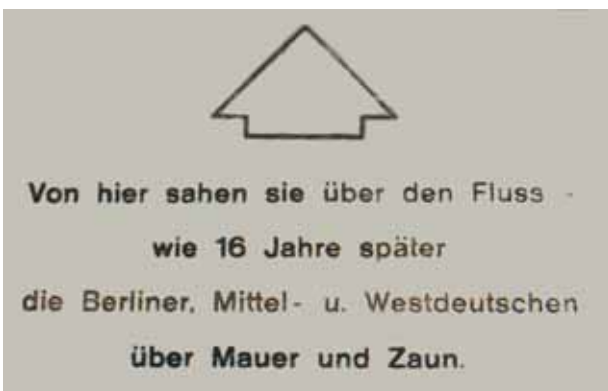 Von hier sahen sie über den Fluss -
wie 16 Jahre später
die Berliner, Mittel- u. Westdeutschen
über Mauer und Zaun.